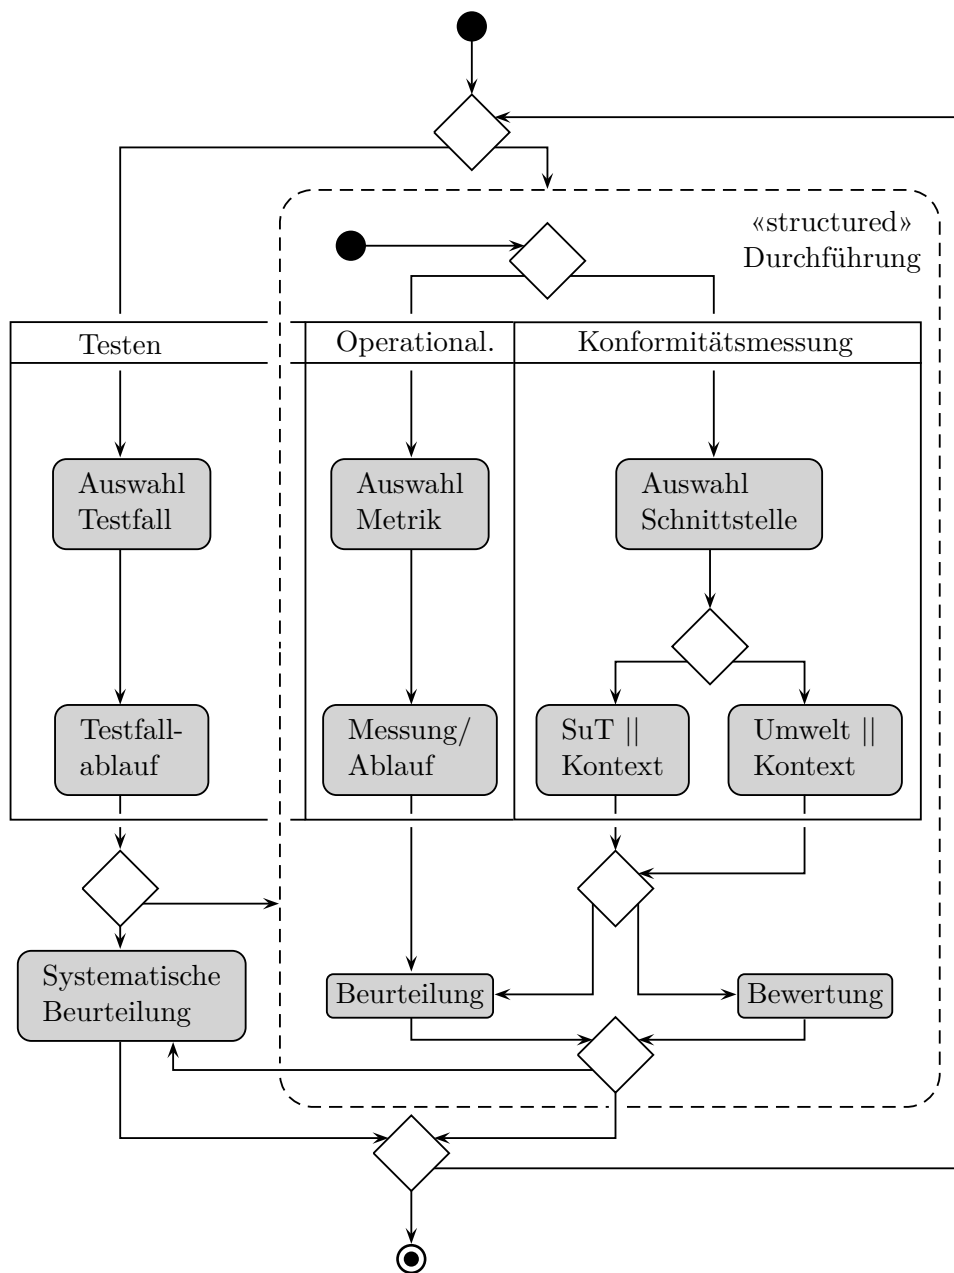 «structured»
Durchführung
Testen
Operational.
Konformitätsmessung
Auswahl
Testfall
Auswahl
Metrik
Auswahl
Schnittstelle
Testfall-
ablauf
Messung/
Ablauf
SuT ||
Kontext
Umwelt ||
Kontext
Systematische
Beurteilung
Beurteilung
Bewertung